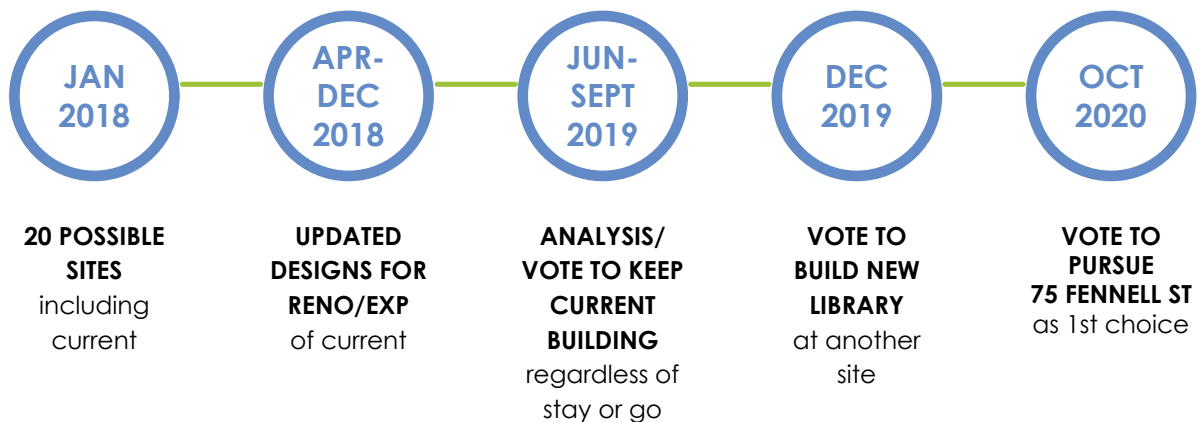 JAN
2018
APR-
DEC
2018
JUN-
SEPT
2019
DEC
2019
OCT
2020
20 POSSIBLE
SITES
including
current
UPDATED
DESIGNS FOR
RENO/EXP
of current
ANALYSIS/
VOTE TO KEEP
CURRENT
BUILDING
regardless of
stay or go
VOTE TO
BUILD NEW
LIBRARY
at another
site
VOTE TO
PURSUE
75 FENNELL ST
as 1st choice